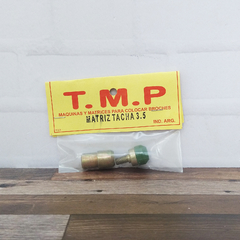 T.M.P
MAQUINAS Y MATRICES PARA COLOCAR BROCHES
MATRIZ TACHA 3.5
IND. ARG.